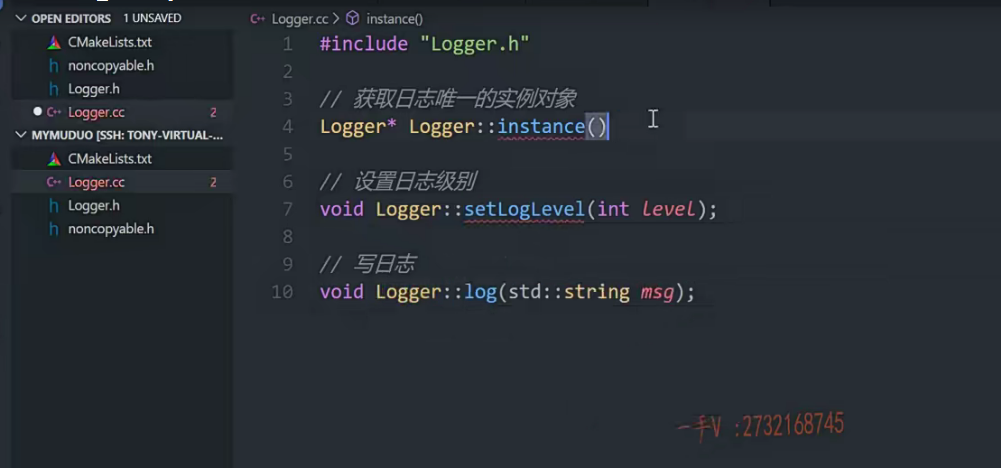 OPEN EDITORS 1 UNSAVED
CMakeLists.txt
noncopyable.h
Logger.h
Logger.cc 2
MYMUDUO [SSH: TONY-VIRTUAL-...
CMakeLists.txt
Logger.cc 2
Logger.h
noncopyable.h
Logger.cc > instance()
1 #include "Logger.h"
2
3 // 获取日志唯一的实例对象
4 Logger* Logger::instance()
5
6 // 设置日志级别
7 void Logger::setLogLevel(int level);
8
9 // 写日志
10 void Logger::log(std::string msg);
一手V :2732168745